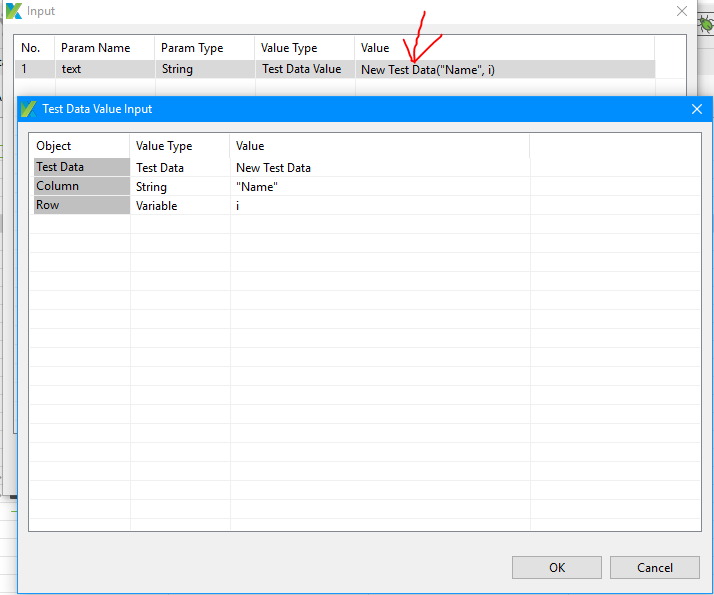 Input
No. Param Name Param Type Value Type Value
1 text String Test Data Value New Test Data("Name", i)
Test Data Value Input
Object Value Type Value
Test Data Test Data New Test Data
Column String "Name"
Row Variable i
OK Cancel